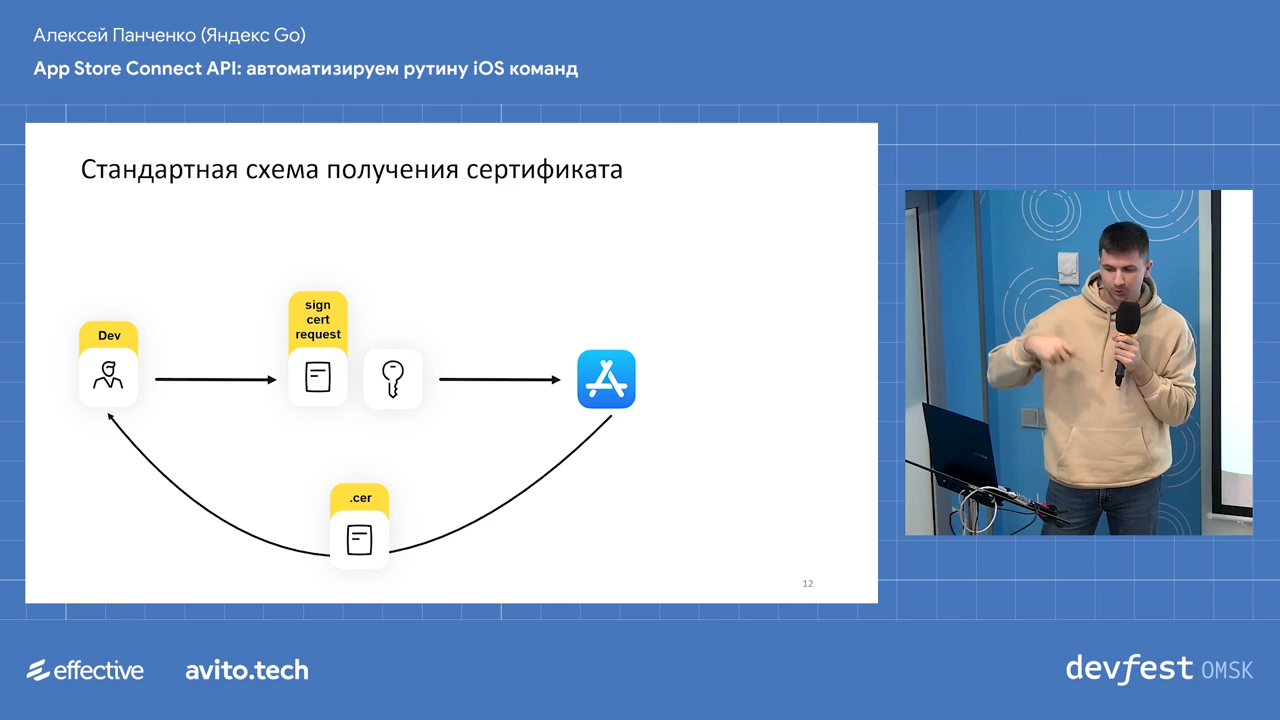 Алексей Панченко (Яндекс Go)
App Store Connect API: автоматизируем рутину iOS команд
Стандартная схема получения сертификата
Dev
sign
cert
request
.cer
12
effective
avito.tech
devfest OMSK